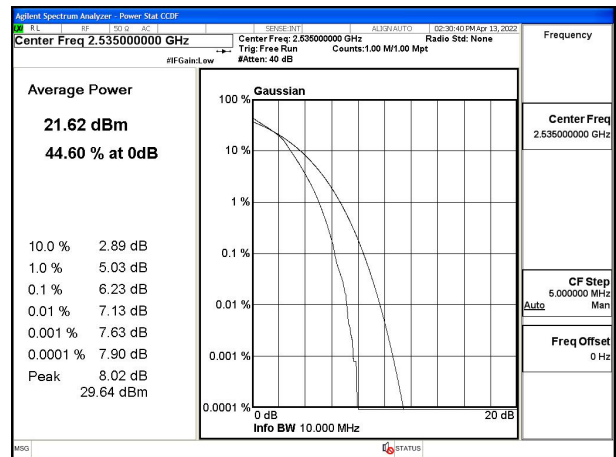 Agilent Spectrum Analyzer - Power Stat CCDF
RL RF 50 Ω AC SENSE:INT ALIGN AUTO 02:30:40 PM Apr 13, 2022
Center Freq 2.535000000 GHz
Center Freq: 2.535000000 GHz Radio Std: None
Trig: Free Run Counts:1.00 M/1.00 Mpt
#IFGain:Low #Atten: 40 dB
Frequency
Average Power
21.62 dBm
44.60 % at 0dB
10.0 % 2.89 dB
1.0 % 5.03 dB
0.1 % 6.23 dB
0.01 % 7.13 dB
0.001 % 7.63 dB
0.0001 % 7.90 dB
Peak 8.02 dB
29.64 dBm
Gaussian
100 %
10 %
1 %
0.1 %
0.01 %
0.001 %
0.0001 %
0 dB 20 dB
Info BW 10.000 MHz
Center Freq
2.535000000 GHz
CF Step
5.000000 MHz
Auto Man
Freq Offset
0 Hz
MSG STATUS